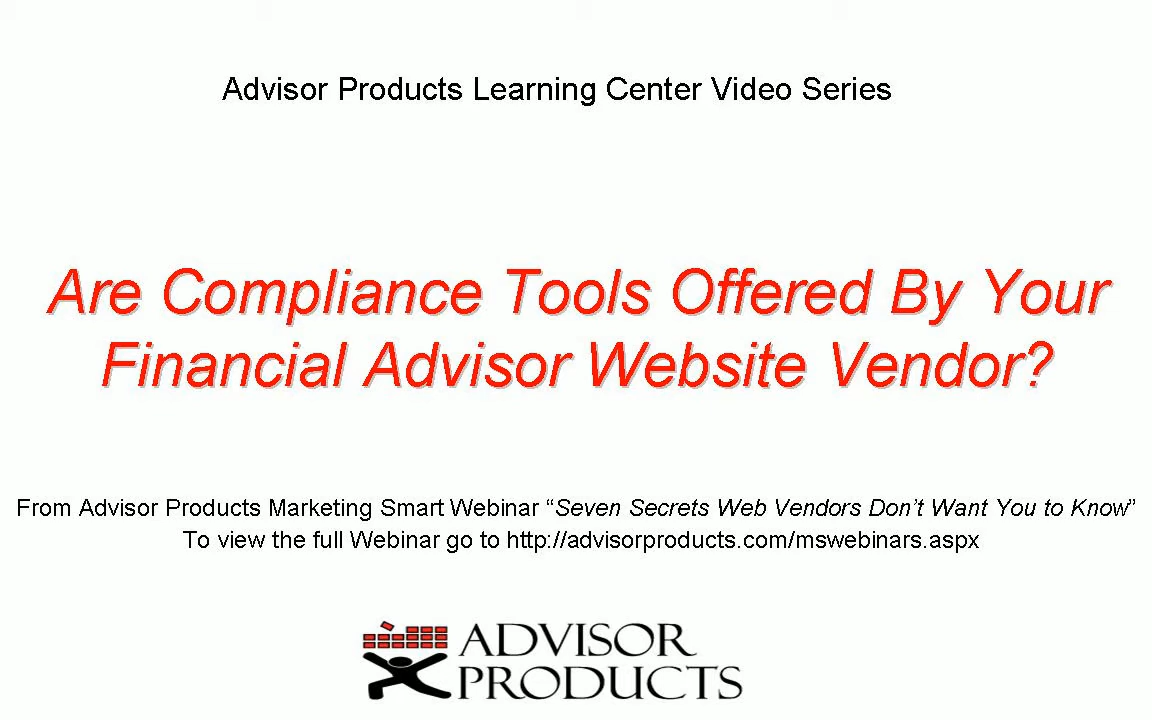 Advisor Products Learning Center Video Series
Are Compliance Tools Offered By Your
Financial Advisor Website Vendor?
From Advisor Products Marketing Smart Webinar “Seven Secrets Web Vendors Don’t Want You to Know”
To view the full Webinar go to http://advisorproducts.com/mswebinars.aspx
ADVISOR
PRODUCTS